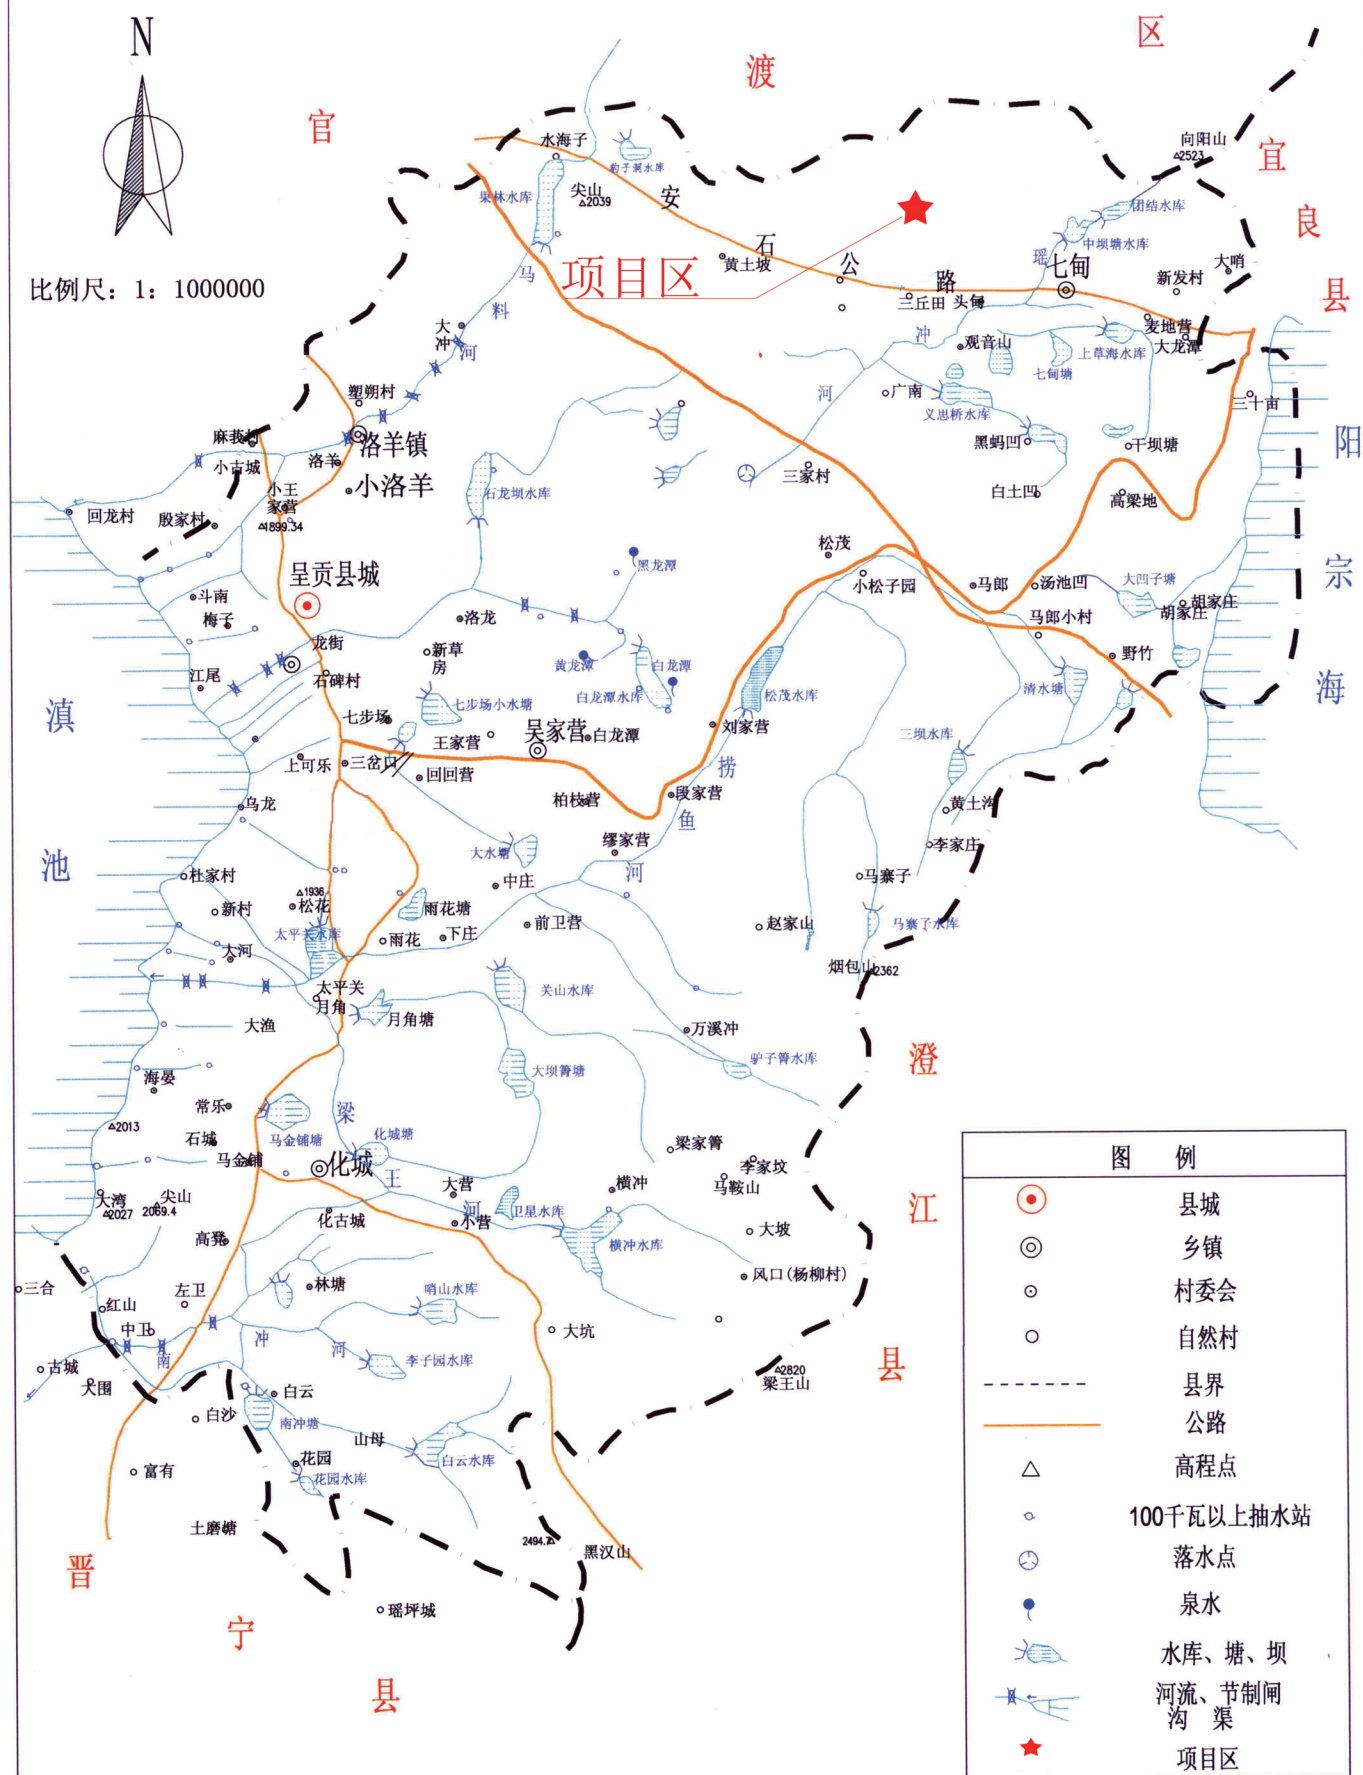 N
区
渡
官
宜
良
县
水海子
豹子洞水库
向阳山
2523
果林水库
尖山
2039
安
石
公
路
团结水库
中坝塘水库
瑶
马
料
河
黄土坡
七甸
大哨
新发村
项目区
比例尺：1：1000000
三丘田
头甸
冲
河
麦地营
大龙潭
大冲
观音山
上草海水库
七甸塘
塑朔村
广南
义思桥水库
三十亩
洛羊镇
小古城
洛羊
黑蚂凹
干坝塘
阳
宗
海
小王家营
小洛羊
石龙坝水库
三家村
白土凹
高梁地
回龙村
殷家村
1899.34
呈贡县城
松茂
黑龙潭
小松子园
马郎
汤池凹
大凹子塘
胡家庄
胡家庄
斗南
梅子
洛龙
马郎小村
龙街
新草房
黄龙潭
白龙潭
野竹
江尾
石碑村
白龙潭水库
松茂水库
清水塘
滇
池
七步场
七步场小水塘
王家营
吴家营
白龙潭
刘家营
三坝水库
上可乐
三岔口
回回营
捞
鱼
河
乌龙
柏枝营
段家营
黄土沟
大水塘
缪家营
李家庄
杜家村
1936
中庄
马寨子
新村
松花
雨花塘
太平关水库
雨花
下庄
前卫营
赵家山
马寨子水库
大河
烟包山
2362
太平关
月角
关山水库
大渔
月角塘
万溪冲
澄
江
县
驴子箐水库
海晏
大坝箐塘
常乐
梁
王
河
2013
石城
马金铺塘
化城塘
梁家箐
马金铺
化城
李家坟
马鞍山
大湾
2027
尖山
2069.4
大营
横冲
化古城
小营
卫星水库
大坡
高凳
横冲水库
三合
林塘
风口(杨柳村)
左卫
哨山水库
红山
中卫
南
冲
河
大坑
古城
李子园水库
2820
梁王山
大围
白云
白沙
南冲塘
山母
白云水库
富有
花园
花园水库
土磨塘
2494.7
黑汉山
晋
宁
县
瑶坪城
图 例
县城
乡镇
村委会
自然村
县界
公路
高程点
100千瓦以上抽水站
落水点
泉水
水库、塘、坝
河流、节制闸
沟 渠
项目区